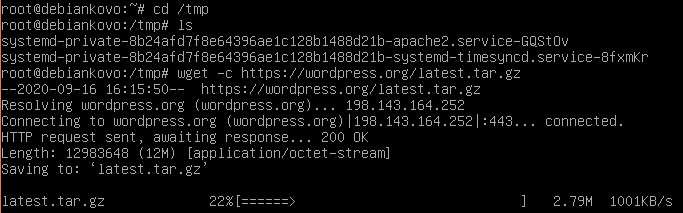 root@debiankovo:~# cd /tmp
root@debiankovo:/tmp# ls
systemd-private-8b24afd7f8e64396ae1c128b1488d21b-apache2.service-GQStOv
systemd-private-8b24afd7f8e64396ae1c128b1488d21b-systemd-timesyncd.service-8fxmKr
root@debiankovo:/tmp# wget -c https://wordpress.org/latest.tar.gz
--2020-09-16 16:15:50--  https://wordpress.org/latest.tar.gz
Resolving wordpress.org (wordpress.org)... 198.143.164.252
Connecting to wordpress.org (wordpress.org)|198.143.164.252|:443... connected.
HTTP request sent, awaiting response... 200 OK
Length: 12983648 (12M) [application/octet-stream]
Saving to: ‘latest.tar.gz’
latest.tar.gz 22%[======> ] 2.79M 1001KB/s